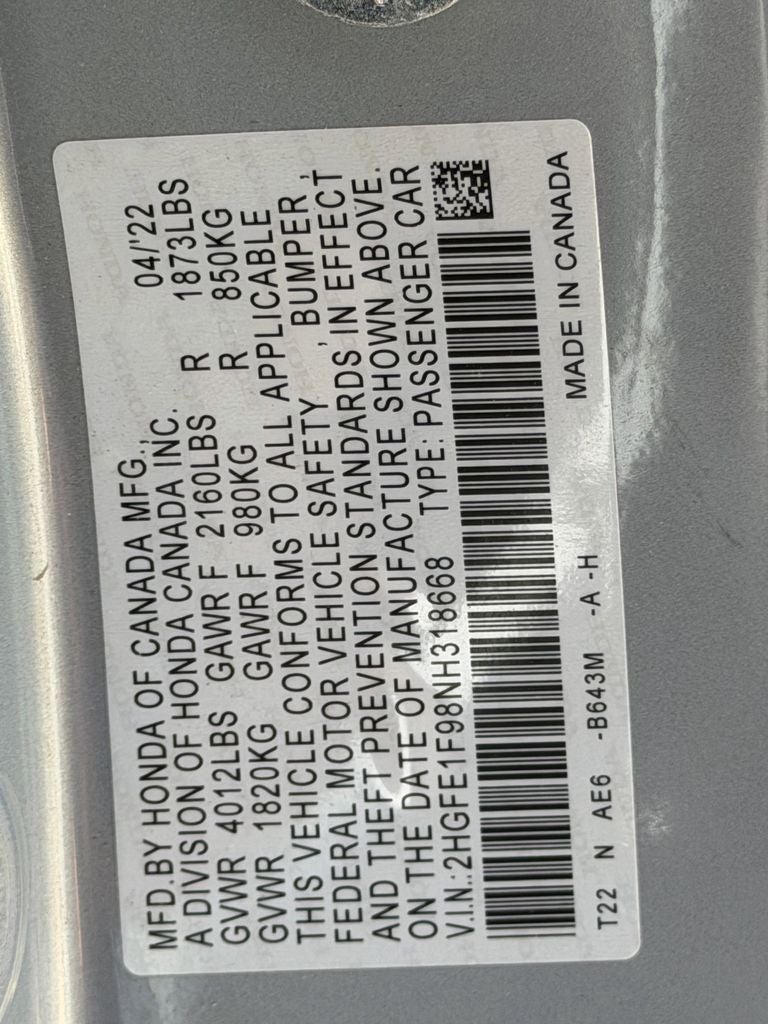 MFD.BY HONDA OF CANADA MFG., 04/'22
A DIVISION OF HONDA CANADA INC.
GVWR 4012LBS GAWR F 2160LBS R 1873LBS
GVWR 1820KG GAWR F 980KG R 850KG
THIS VEHICLE CONFORMS TO ALL APPLICABLE
FEDERAL MOTOR VEHICLE SAFETY , BUMPER ,
AND THEFT PREVENTION STANDARDS IN EFFECT
ON THE DATE OF MANUFACTURE SHOWN ABOVE.
V.I.N.:2HGFE1F98NH318668 TYPE: PASSENGER CAR
T22 N AE6 -B643M -A -H MADE IN CANADA